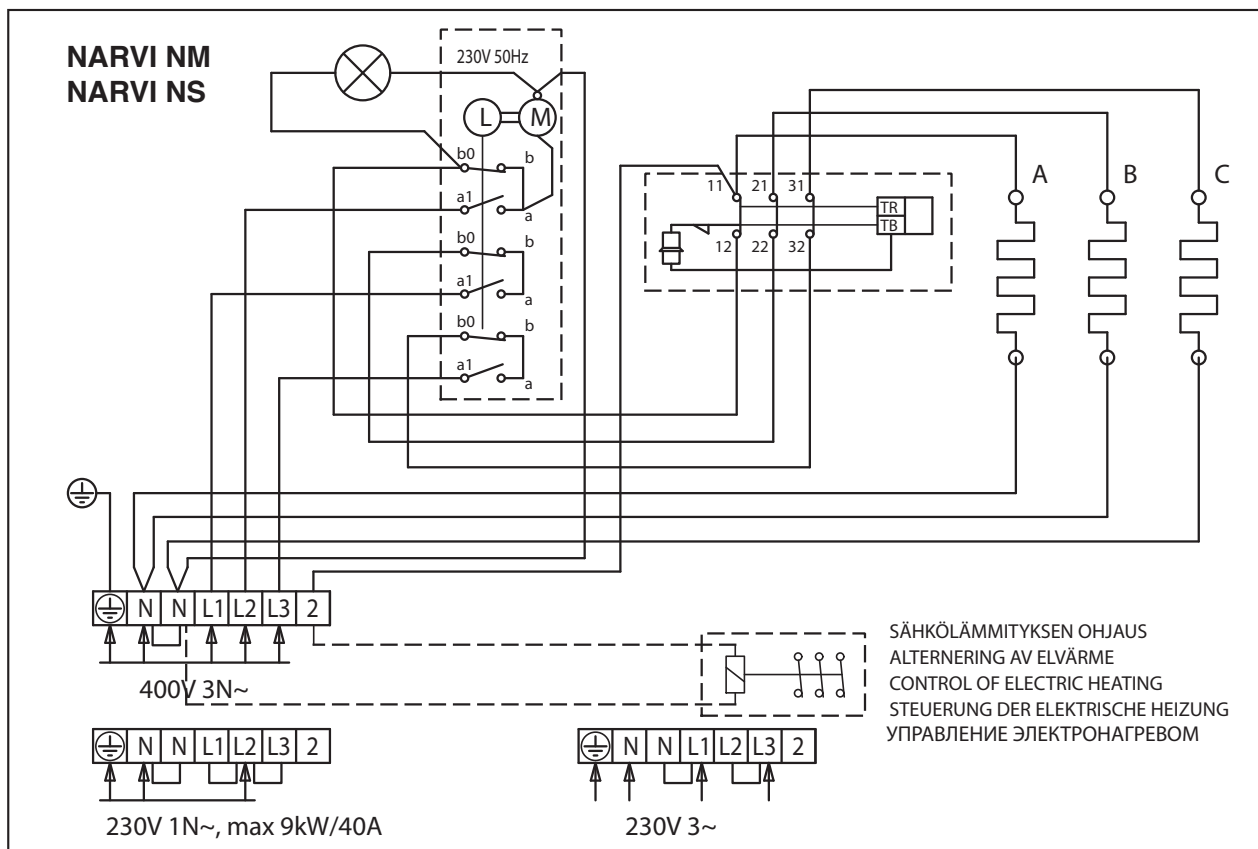 NARVI NM
NARVI NS
230V 50Hz
L M
b0 b
a1 a
b0 b
a1 a
b0 b
a1 a
11 21 31
TR
TB
12 22 32
A B C
N N L1 L2 L3 2
400V 3N~
SÄHKÖLÄMMITYKSEN OHJAUS
ALTERNERING AV ELVÄRME
CONTROL OF ELECTRIC HEATING
STEUERUNG DER ELEKTRISCHE HEIZUNG
УПРАВЛЕНИЕ ЭЛЕКТРОНАГРЕВОМ
N N L1 L2 L3 2
230V 1N~, max 9kW/40A
N N L1 L2 L3 2
230V 3~